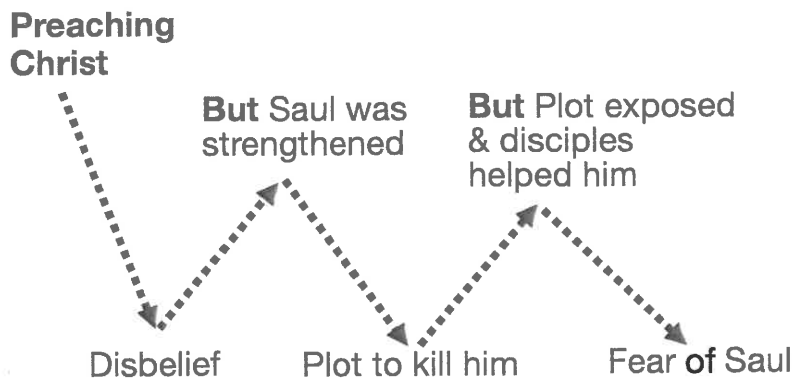 Preaching
Christ
But Saul was
strengthened
But Plot exposed
& disciples
helped him
Disbelief
Plot to kill him
Fear of Saul